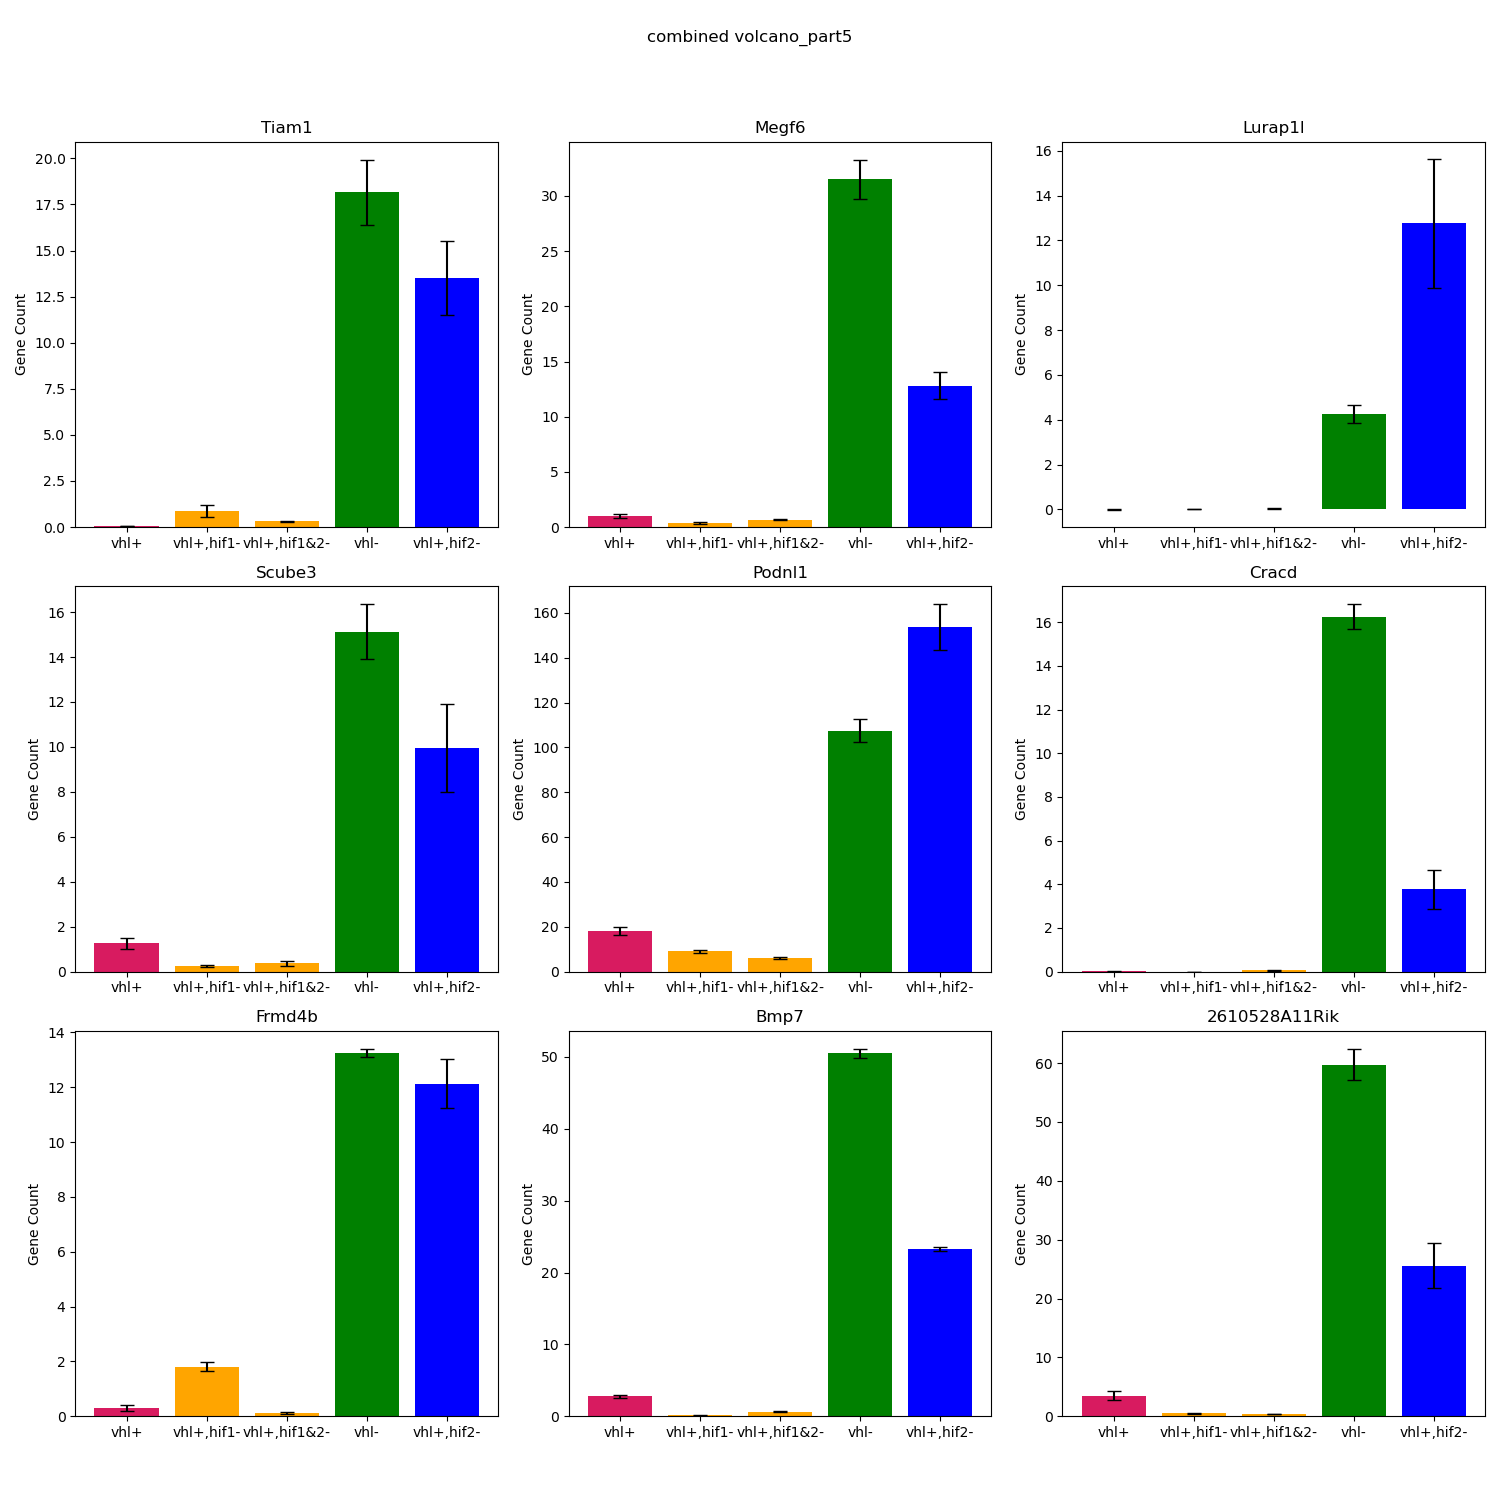 combined volcano_part5
Tiam1
Gene Count
20.0
17.5
15.0
12.5
10.0
7.5
5.0
2.5
0.0
vhl+ vhl+,hif1- vhl+,hif1&2- vhl- vhl+,hif2-
Megf6
Gene Count
30
25
20
15
10
5
0
vhl+ vhl+,hif1- vhl+,hif1&2- vhl- vhl+,hif2-
Lurap1l
Gene Count
16
14
12
10
8
6
4
2
0
vhl+ vhl+,hif1- vhl+,hif1&2- vhl- vhl+,hif2-
Scube3
Gene Count
16
14
12
10
8
6
4
2
0
vhl+ vhl+,hif1- vhl+,hif1&2- vhl- vhl+,hif2-
Podnl1
Gene Count
160
140
120
100
80
60
40
20
0
vhl+ vhl+,hif1- vhl+,hif1&2- vhl- vhl+,hif2-
Cracd
Gene Count
16
14
12
10
8
6
4
2
0
vhl+ vhl+,hif1- vhl+,hif1&2- vhl- vhl+,hif2-
Frmd4b
Gene Count
14
12
10
8
6
4
2
0
vhl+ vhl+,hif1- vhl+,hif1&2- vhl- vhl+,hif2-
Bmp7
Gene Count
50
40
30
20
10
0
vhl+ vhl+,hif1- vhl+,hif1&2- vhl- vhl+,hif2-
2610528A11Rik
Gene Count
60
50
40
30
20
10
0
vhl+ vhl+,hif1- vhl+,hif1&2- vhl- vhl+,hif2-